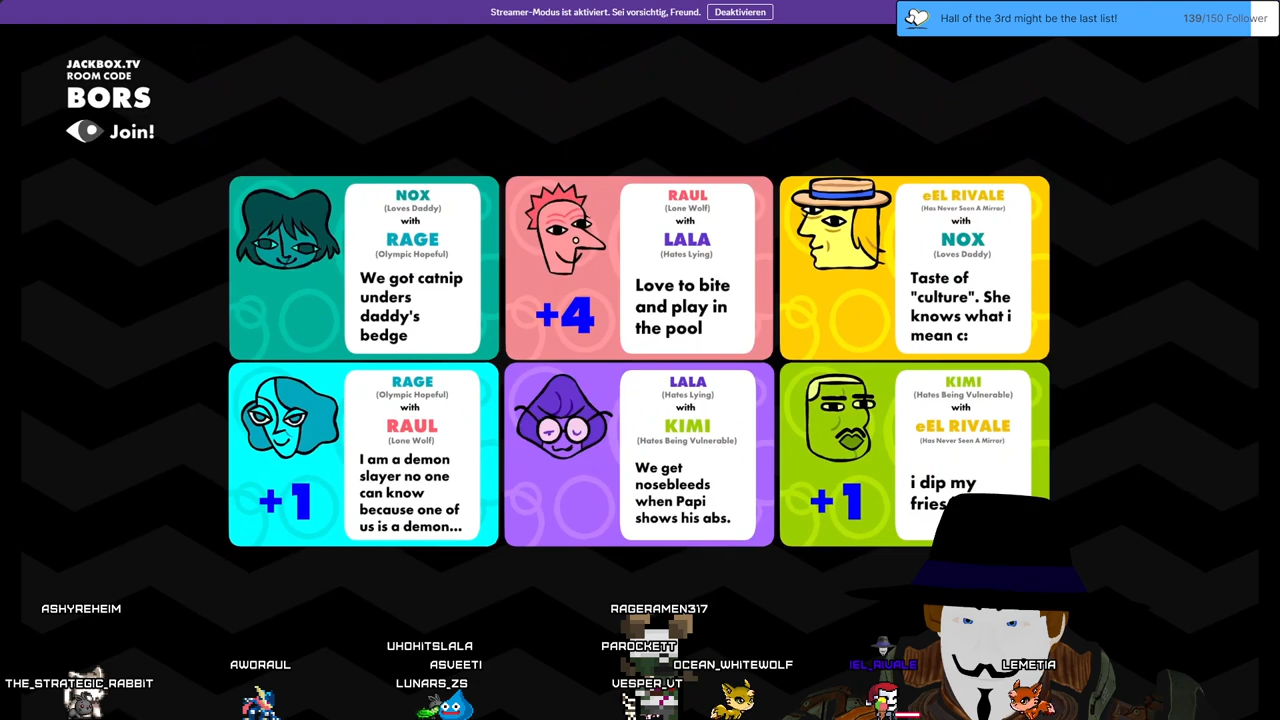 Streamer-Modus ist aktiviert. Sei vorsichtig, Freund. Deaktivieren
Hall of the 3rd might be the last list! 139/150 Follower
JACKBOX.TV
ROOM CODE
BORS
Join!
NOX
(Loves Daddy)
with
RAGE
(Olympic Hopeful)
We got catnip
unders
daddy's
bedge
RAUL
(Lone Wolf)
with
LALA
(Hates Lying)
Love to bite
and play in
the pool
+4
eEL RIVALE
(Has Never Seen A Mirror)
with
NOX
(Loves Daddy)
Taste of
"culture". She
knows what i
mean c:
RAGE
(Olympic Hopeful)
with
RAUL
(Lone Wolf)
I am a demon
slayer no one
can know
because one of
us is a demon...
+1
LALA
(Hates Lying)
with
KIMI
(Hates Being Vulnerable)
We get
nosebleeds
when Papi
shows his abs.
KIMI
(Hates Being Vulnerable)
with
eEL RIVALE
(Has Never Seen A Mirror)
i dip my
fries
+1
ASHYREHEIM
RAGERAMEN317
UHOHITSLALA
PAROCKETT
AWORAUL
ASVEETI
OCEAN_WHITEWOLF
IEL_RIVALE
LEMETIA
THE_STRATEGIC_RABBIT
LUNARS_ZS
VESPER_VT